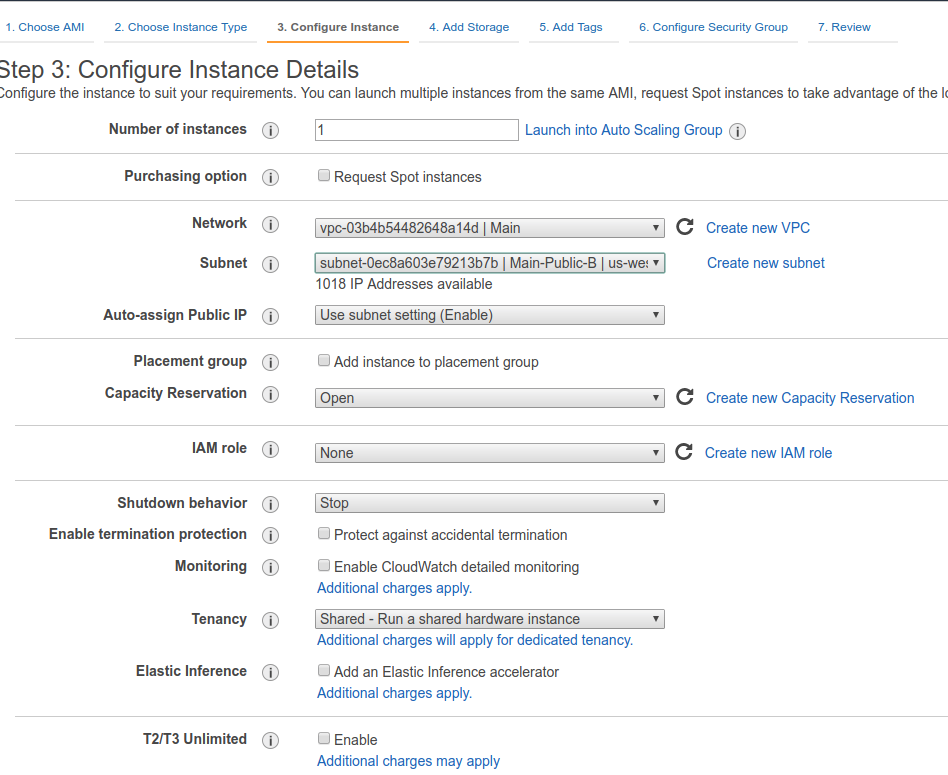 1. Choose AMI 2. Choose Instance Type 3. Configure Instance 4. Add Storage 5. Add Tags 6. Configure Security Group 7. Review
Step 3: Configure Instance Details
Configure the instance to suit your requirements. You can launch multiple instances from the same AMI, request Spot instances to take advantage of the
Number of instances i 1 Launch into Auto Scaling Group i
Purchasing option i Request Spot instances
Network i vpc-03b4b54482648a14d | Main Create new VPC
Subnet i subnet-0ec8a603e79213b7b | Main-Public-B | us-wes Create new subnet
1018 IP Addresses available
Auto-assign Public IP i Use subnet setting (Enable)
Placement group i Add instance to placement group
Capacity Reservation i Open Create new Capacity Reservation
IAM role i None Create new IAM role
Shutdown behavior i Stop
Enable termination protection i Protect against accidental termination
Monitoring i Enable CloudWatch detailed monitoring
Additional charges apply.
Tenancy i Shared - Run a shared hardware instance
Additional charges will apply for dedicated tenancy.
Elastic Inference i Add an Elastic Inference accelerator
Additional charges apply.
T2/T3 Unlimited i Enable
Additional charges may apply